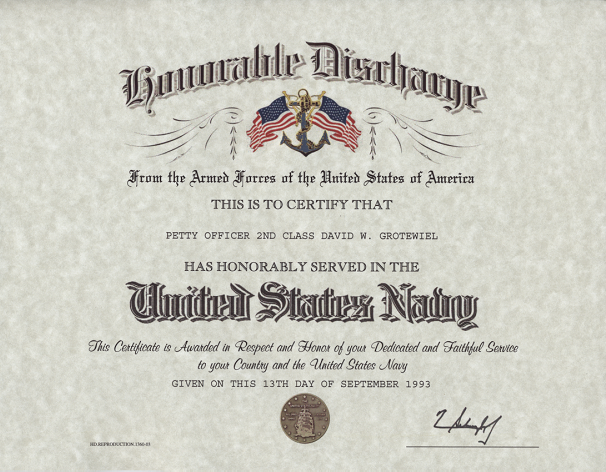 Honorable Discharge
From the Armed Forces of the United States of America
THIS IS TO CERTIFY THAT
PETTY OFFICER 2ND CLASS DAVID W. GROTEWIEL
HAS HONORABLY SERVED IN THE
United States Navy
This Certificate is Awarded in Respect and Honor of your Dedicated and Faithful Service
to your Country and the United States Navy
GIVEN ON THIS 13TH DAY OF SEPTEMBER 1993